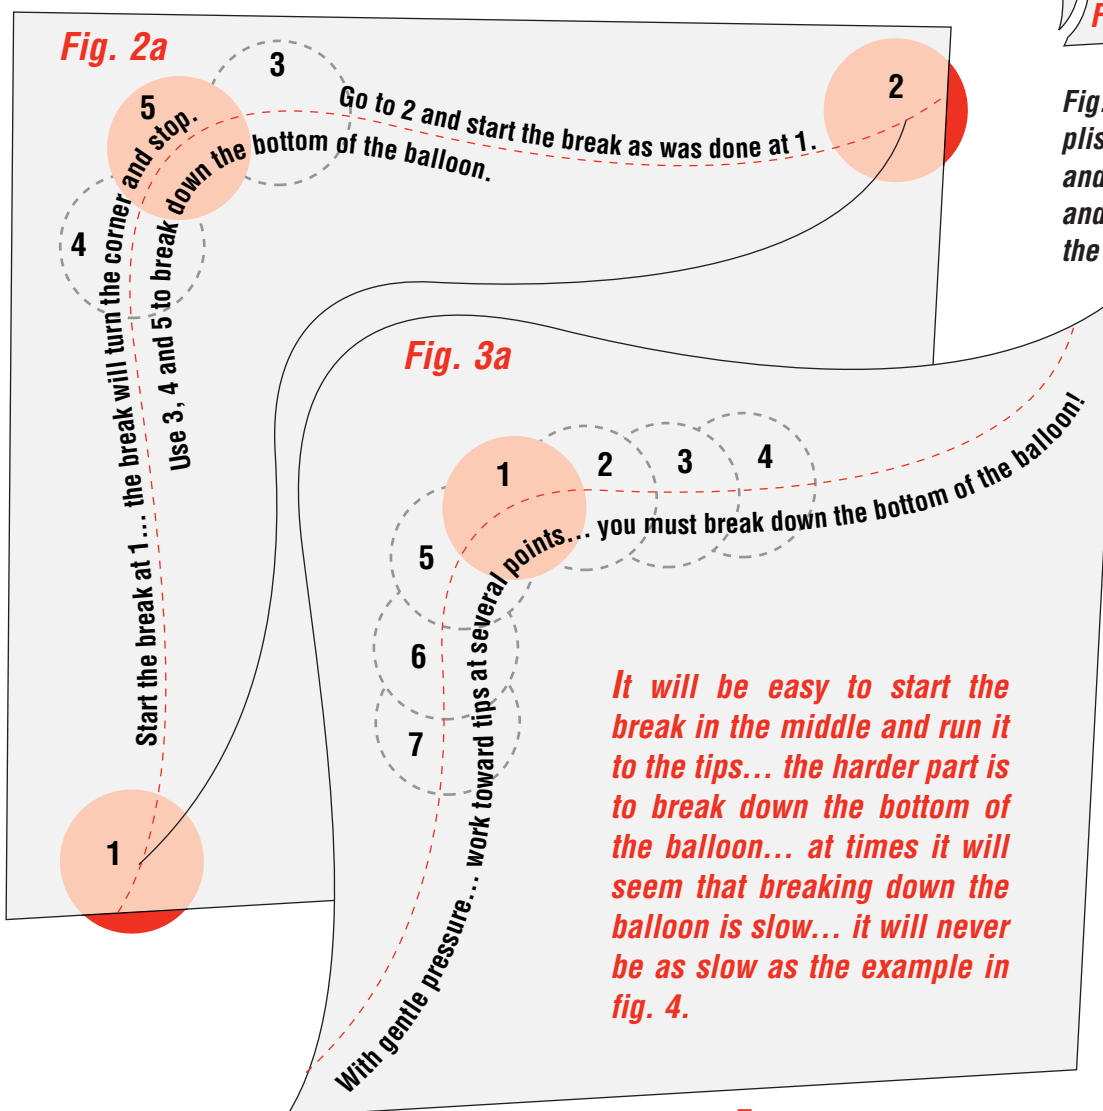 Fig. 2a
3
5
2
4
1
Go to 2 and start the break as was done at 1.
Start the break at 1... the break will turn the corner and stop.
Use 3, 4 and 5 to break down the bottom of the balloon.
Fig.
plis
and
and
the
Fig. 3a
1
2
3
4
5
6
7
With gentle pressure... work toward tips at several points... you must break down the bottom of the balloon!
It will be easy to start the
break in the middle and run it
to the tips... the harder part is
to break down the bottom of
the balloon... at times it will
seem that breaking down the
balloon is slow... it will never
be as slow as the example in
fig. 4.